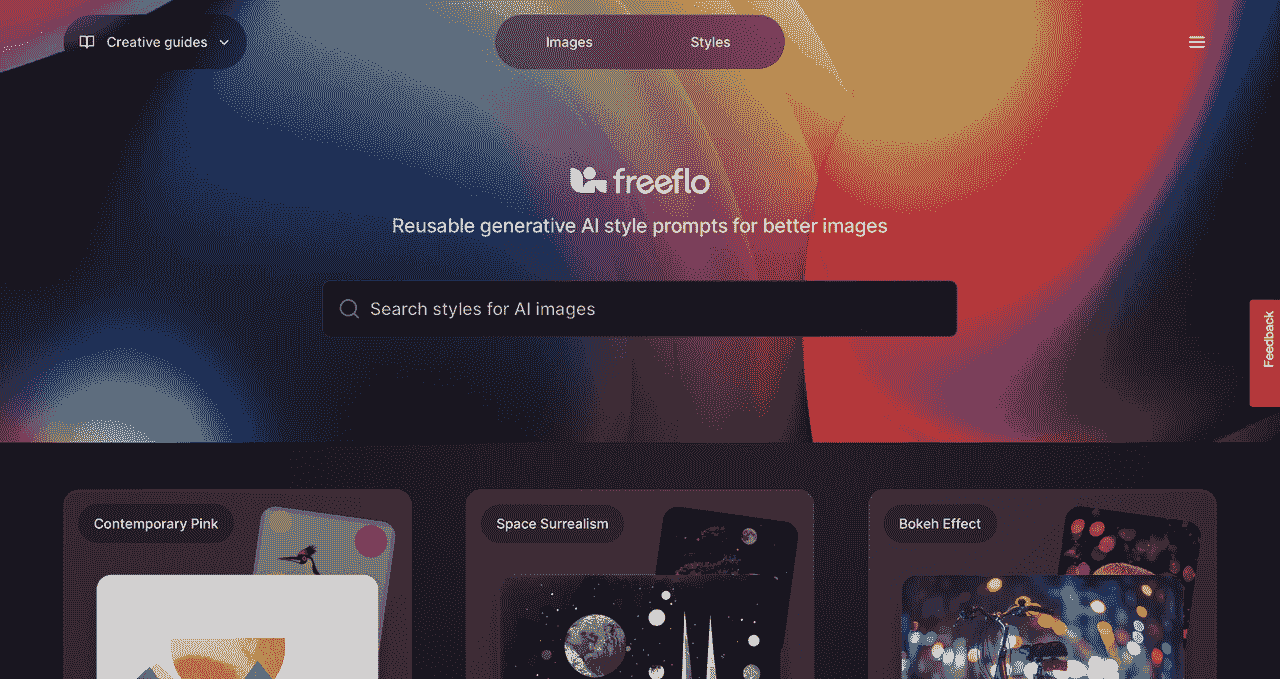 Creative guides
Images
Styles
freeflo
Reusable generative AI style prompts for better images
Search styles for AI images
Feedback
Contemporary Pink
Space Surrealism
Bokeh Effect